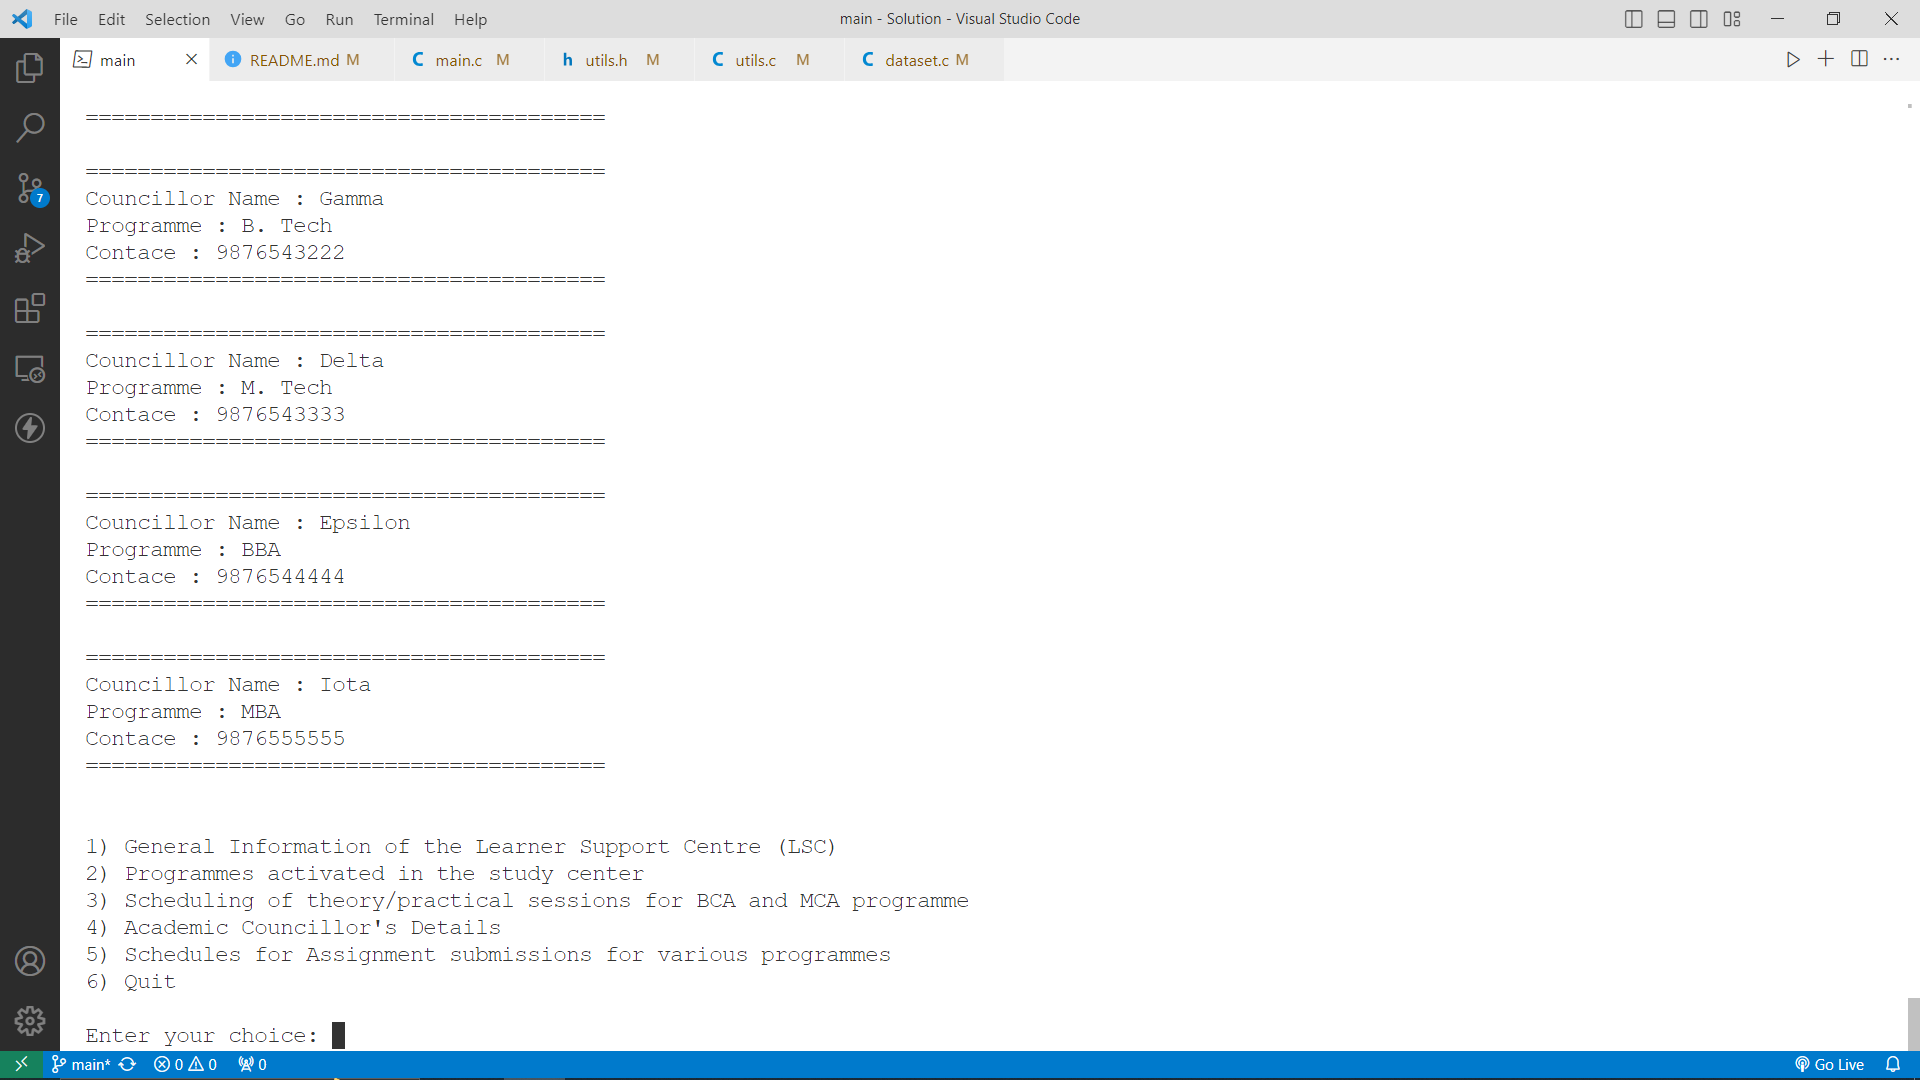 File Edit Selection View Go Run Terminal Help
main - Solution - Visual Studio Code
main README.md M main.c M utils.h M utils.c M dataset.c M
========================================
========================================
Councillor Name : Gamma
Programme : B. Tech
Contace : 9876543222
========================================
========================================
Councillor Name : Delta
Programme : M. Tech
Contace : 9876543333
========================================
========================================
Councillor Name : Epsilon
Programme : BBA
Contace : 9876544444
========================================
========================================
Councillor Name : Iota
Programme : MBA
Contace : 9876555555
========================================
1) General Information of the Learner Support Centre (LSC)
2) Programmes activated in the study center
3) Scheduling of theory/practical sessions for BCA and MCA programme
4) Academic Councillor's Details
5) Schedules for Assignment submissions for various programmes
6) Quit
Enter your choice:
7
main* 0 0 0 Go Live